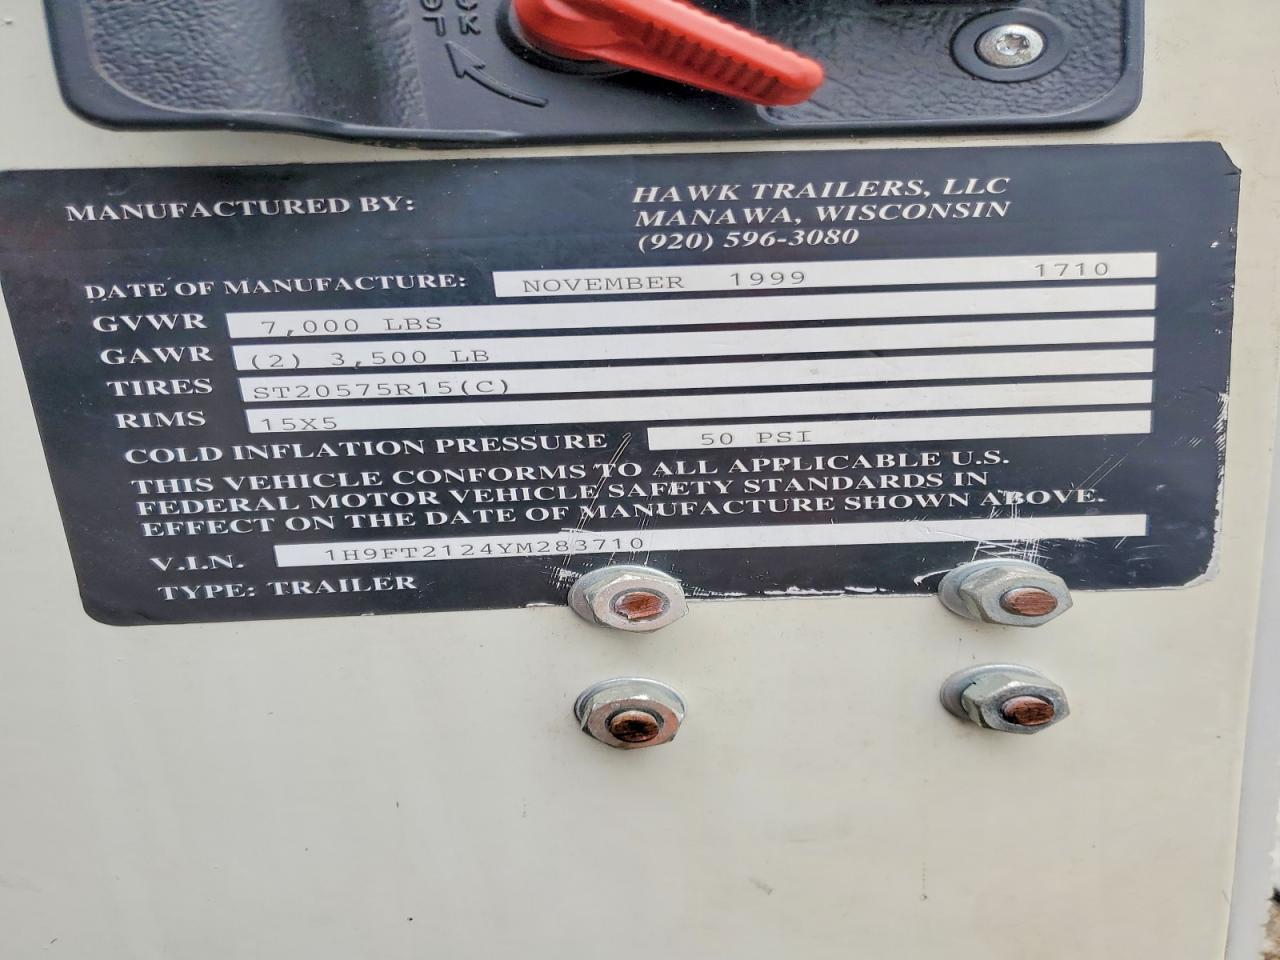 MANUFACTURED BY: HAWK TRAILERS, LLC
MANAWA, WISCONSIN
(920) 596-3080
DATE OF MANUFACTURE: NOVEMBER 1999 1710
GVWR 7,000 LBS
GAWR (2) 3,500 LB
TIRES ST20575R15(C)
RIMS 15X5
COLD INFLATION PRESSURE 50 PSI
THIS VEHICLE CONFORMS TO ALL APPLICABLE U.S.
FEDERAL MOTOR VEHICLE SAFETY STANDARDS IN
EFFECT ON THE DATE OF MANUFACTURE SHOWN ABOVE.
V.I.N. 1H9FT2124YM283710
TYPE: TRAILER